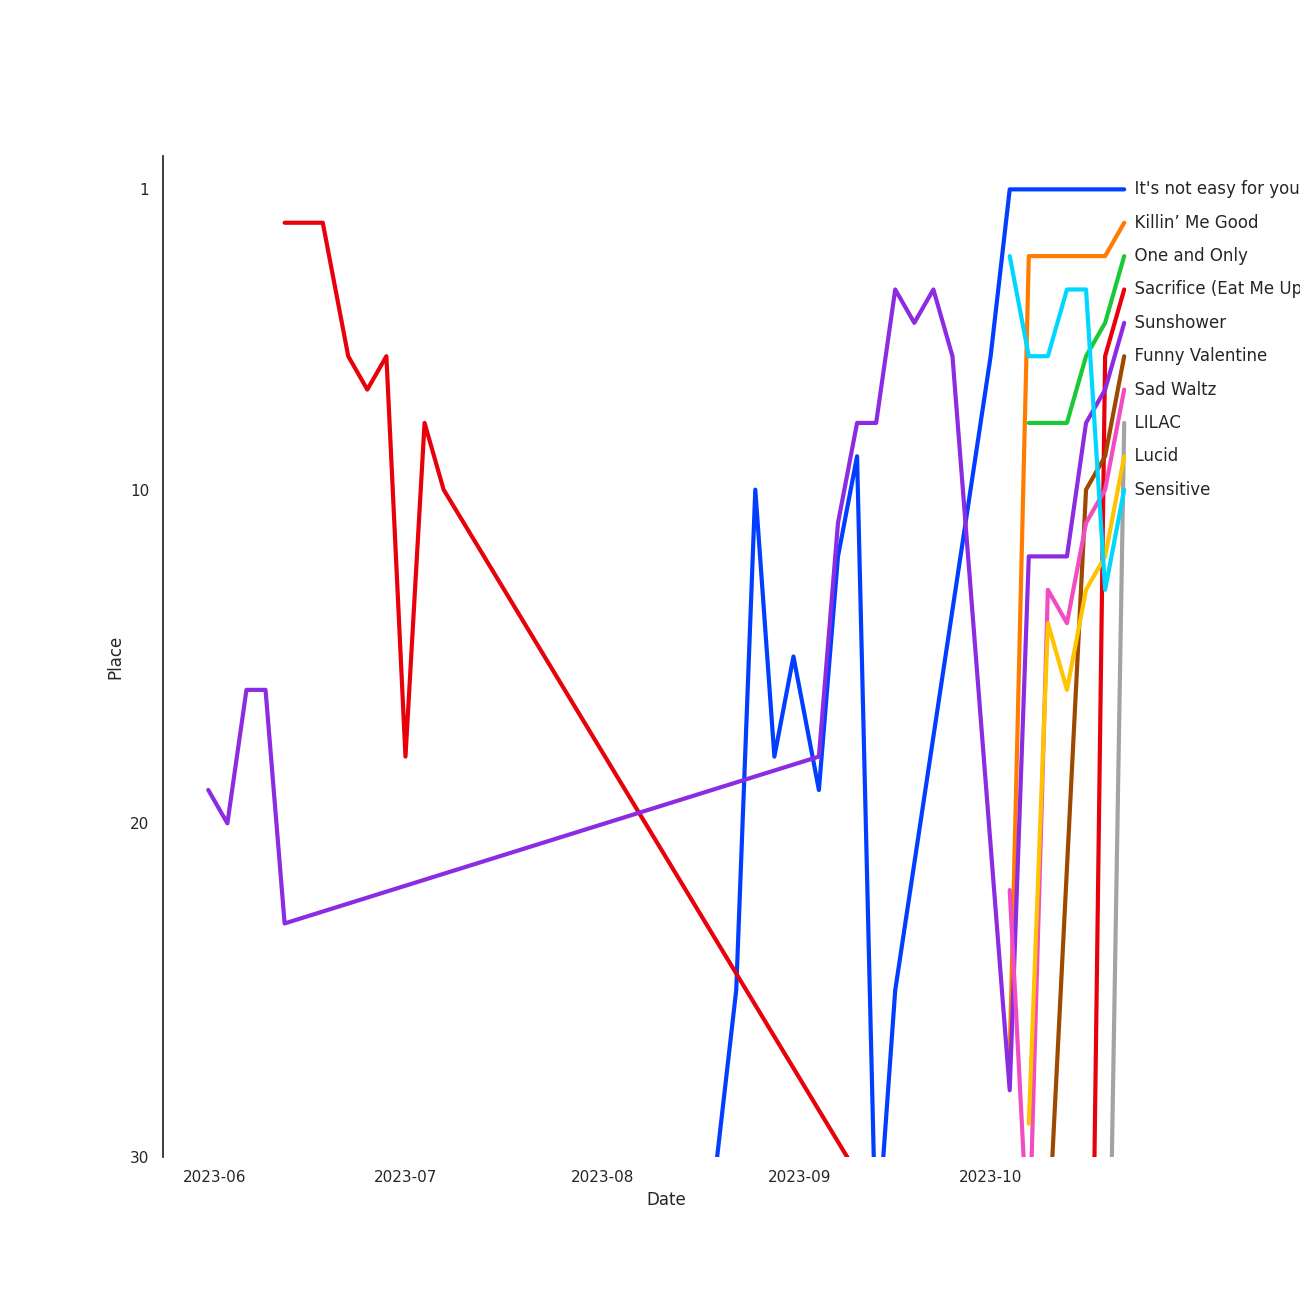 1
10
20
30
Place
2023-06
2023-07
2023-08
2023-09
2023-10
Date
It's not easy for you
Killin’ Me Good
One and Only
Sacrifice (Eat Me Up
Sunshower
Funny Valentine
Sad Waltz
LILAC
Lucid
Sensitive